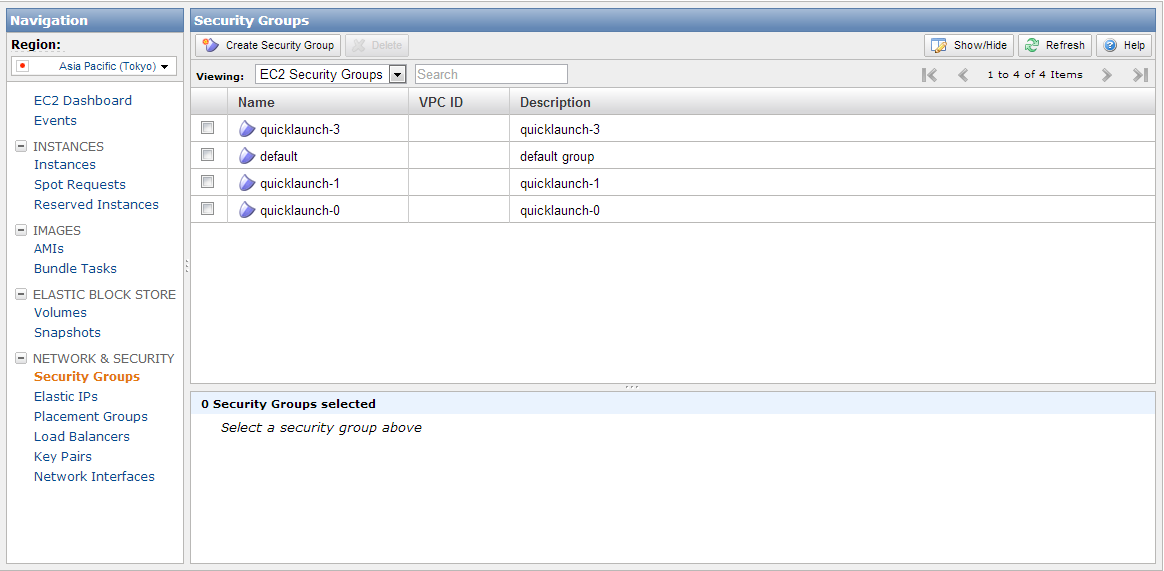 Navigation
Region:
Asia Pacific (Tokyo)
EC2 Dashboard
Events
INSTANCES
Instances
Spot Requests
Reserved Instances
IMAGES
AMIs
Bundle Tasks
ELASTIC BLOCK STORE
Volumes
Snapshots
NETWORK & SECURITY
Security Groups
Elastic IPs
Placement Groups
Load Balancers
Key Pairs
Network Interfaces
Security Groups
Create Security Group Delete Show/Hide Refresh Help
Viewing: EC2 Security Groups Search 1 to 4 of 4 Items
Name VPC ID Description
quicklaunch-3 quicklaunch-3
default default group
quicklaunch-1 quicklaunch-1
quicklaunch-0 quicklaunch-0
0 Security Groups selected
Select a security group above